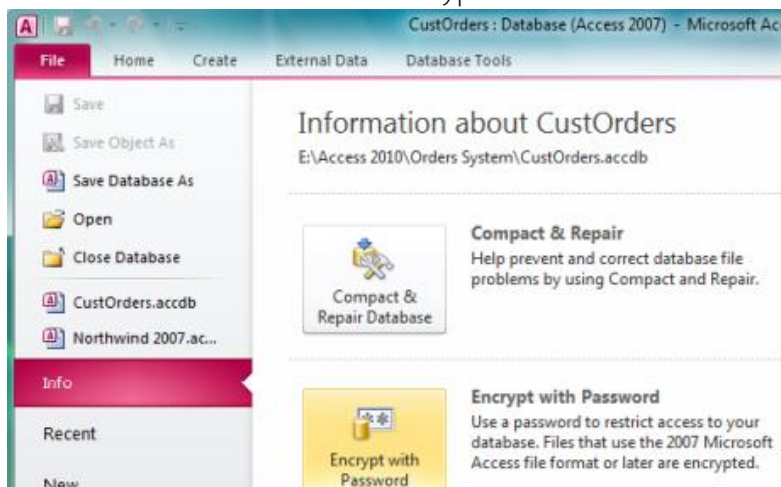 CustOrders : Database (Access 2007) - Microsoft Ac
File Home Create External Data Database Tools
Save
Save Object As
Save Database As
Open
Close Database
CustOrders.accdb
Northwind 2007.ac...
Info
Recent
New
Information about CustOrders
E:\Access 2010\Orders System\CustOrders.accdb
Compact &
Repair Database
Compact & Repair
Help prevent and correct database file
problems by using Compact and Repair.
Encrypt with
Password
Encrypt with Password
Use a password to restrict access to your
database. Files that use the 2007 Microsoft
Access file format or later are encrypted.